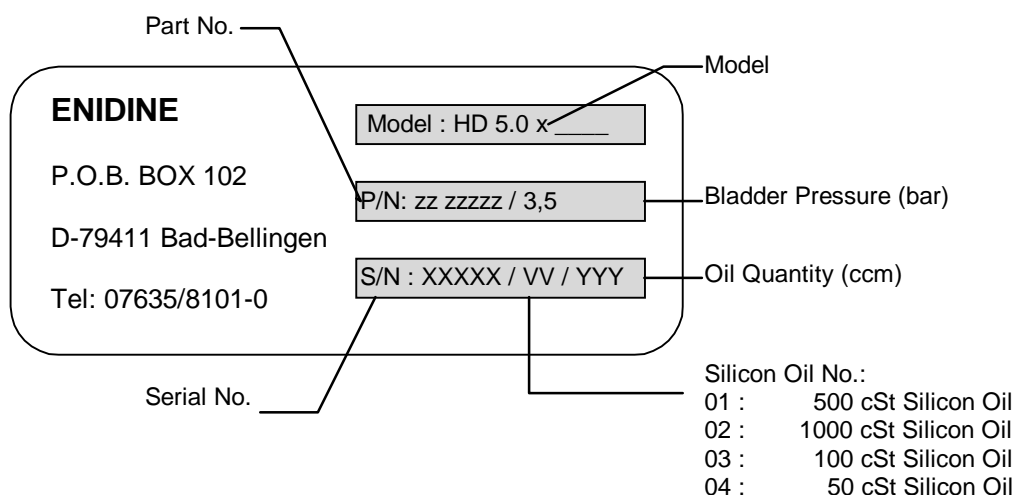 Part No.
Model
ENIDINE
Model : HD 5.0 x ____
P.O.B. BOX 102
P/N: zz zzzzz / 3,5
Bladder Pressure (bar)
D-79411 Bad-Bellingen
S/N : XXXXX / VV / YYY
Oil Quantity (ccm)
Tel: 07635/8101-0
Serial No.
Silicon Oil No.:
01 : 500 cSt Silicon Oil
02 : 1000 cSt Silicon Oil
03 : 100 cSt Silicon Oil
04 : 50 cSt Silicon Oil